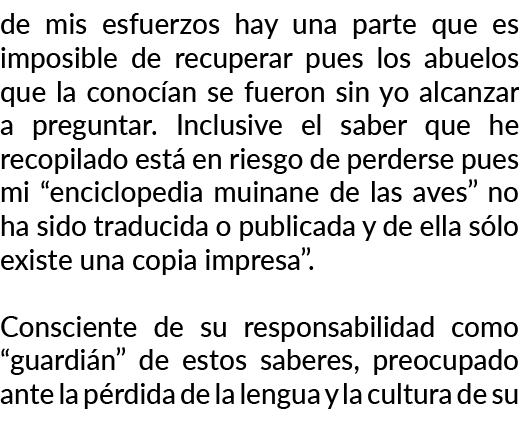 de mis esfuerzos hay una parte que es
imposible de recuperar pues los abuelos
que la conocían se fueron sin yo alcanzar
a preguntar. Inclusive el saber que he
recopilado está en riesgo de perderse pues
mi “enciclopedia muinane de las aves” no
ha sido traducida o publicada y de ella sólo
existe una copia impresa”.
Consciente de su responsabilidad como
“guardián” de estos saberes, preocupado
ante la pérdida de la lengua y la cultura de su